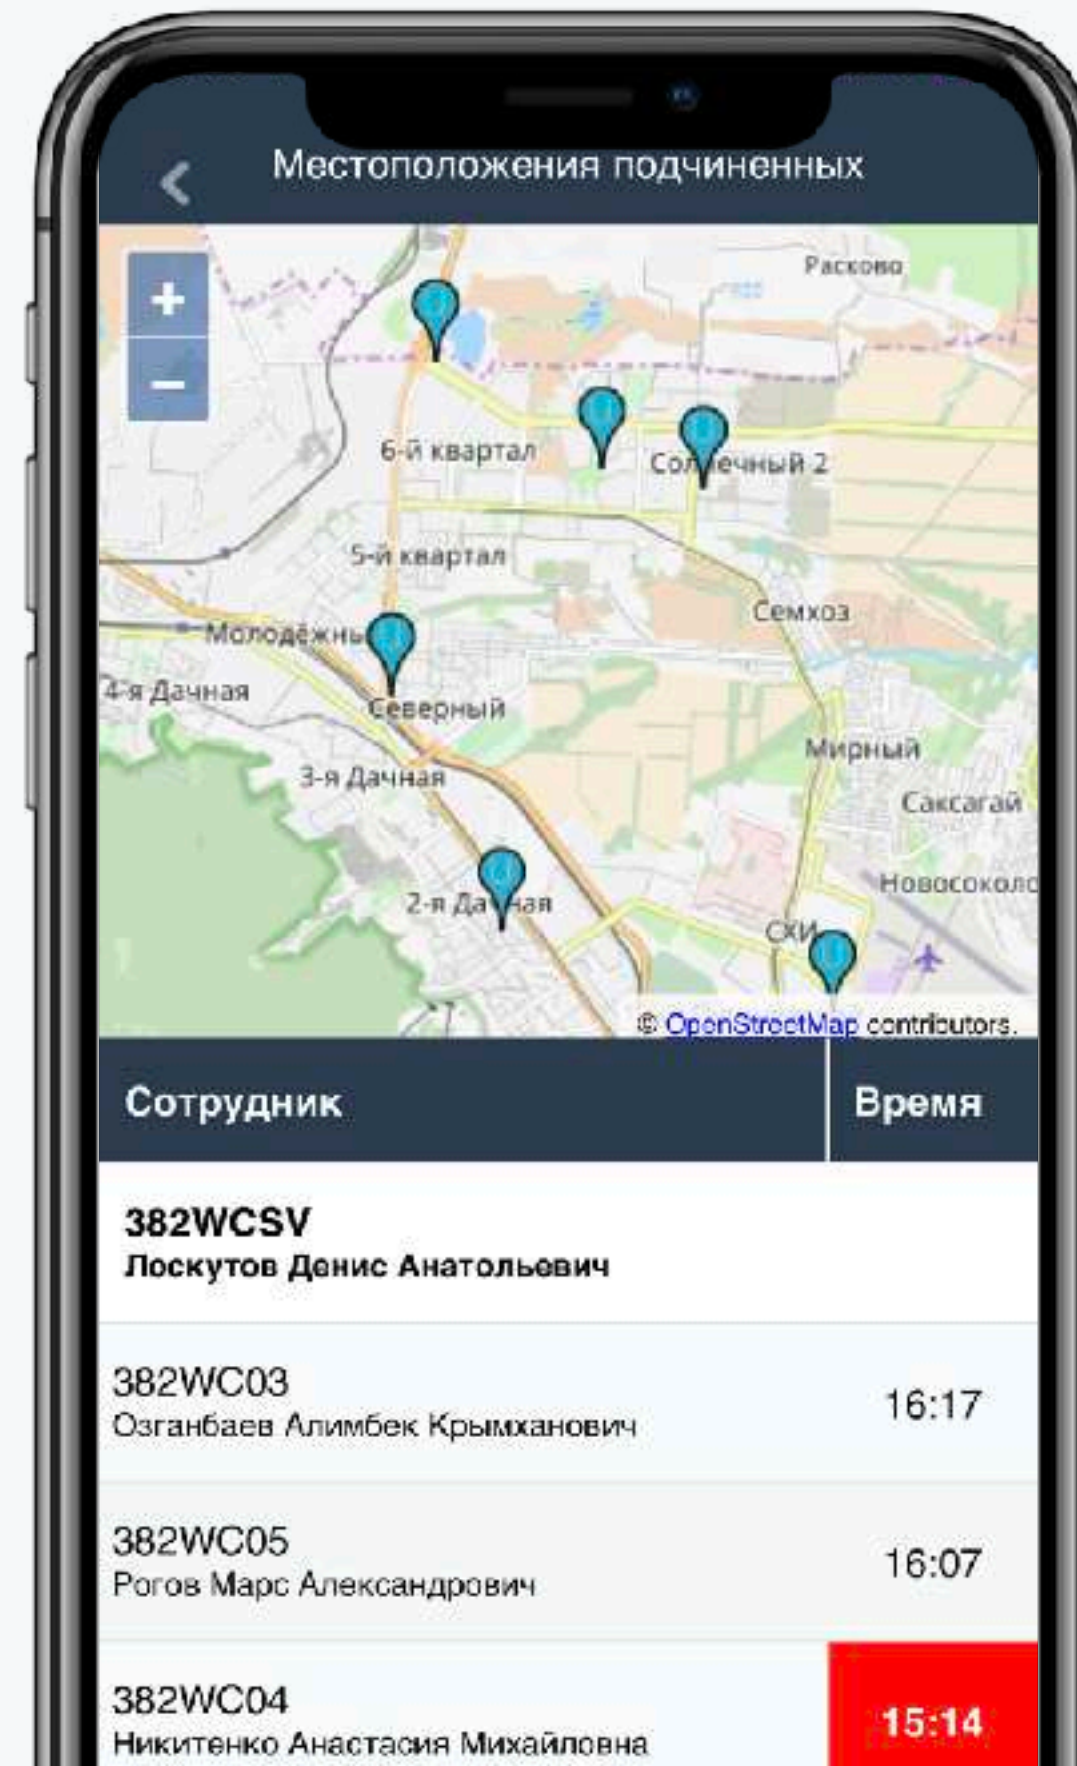 Местоположения подчиненных
+
Расково
−
6-й квартал
Солнечный 2
5-й квартал
Семхоз
4-я Дачная
Северный
3-я Дачная
Мирный
Саксагай
2-я Дачная
СХИ
© OpenStreetMap contributors.
Сотрудник Время
382WCSV
Лоскутов Денис Анатольевич
382WC03
Озганбаев Алимбек Крымханович
16:17
382WC05
Рогов Марс Александрович
16:07
382WC04
Никитенко Анастасия Михайловна
15:14